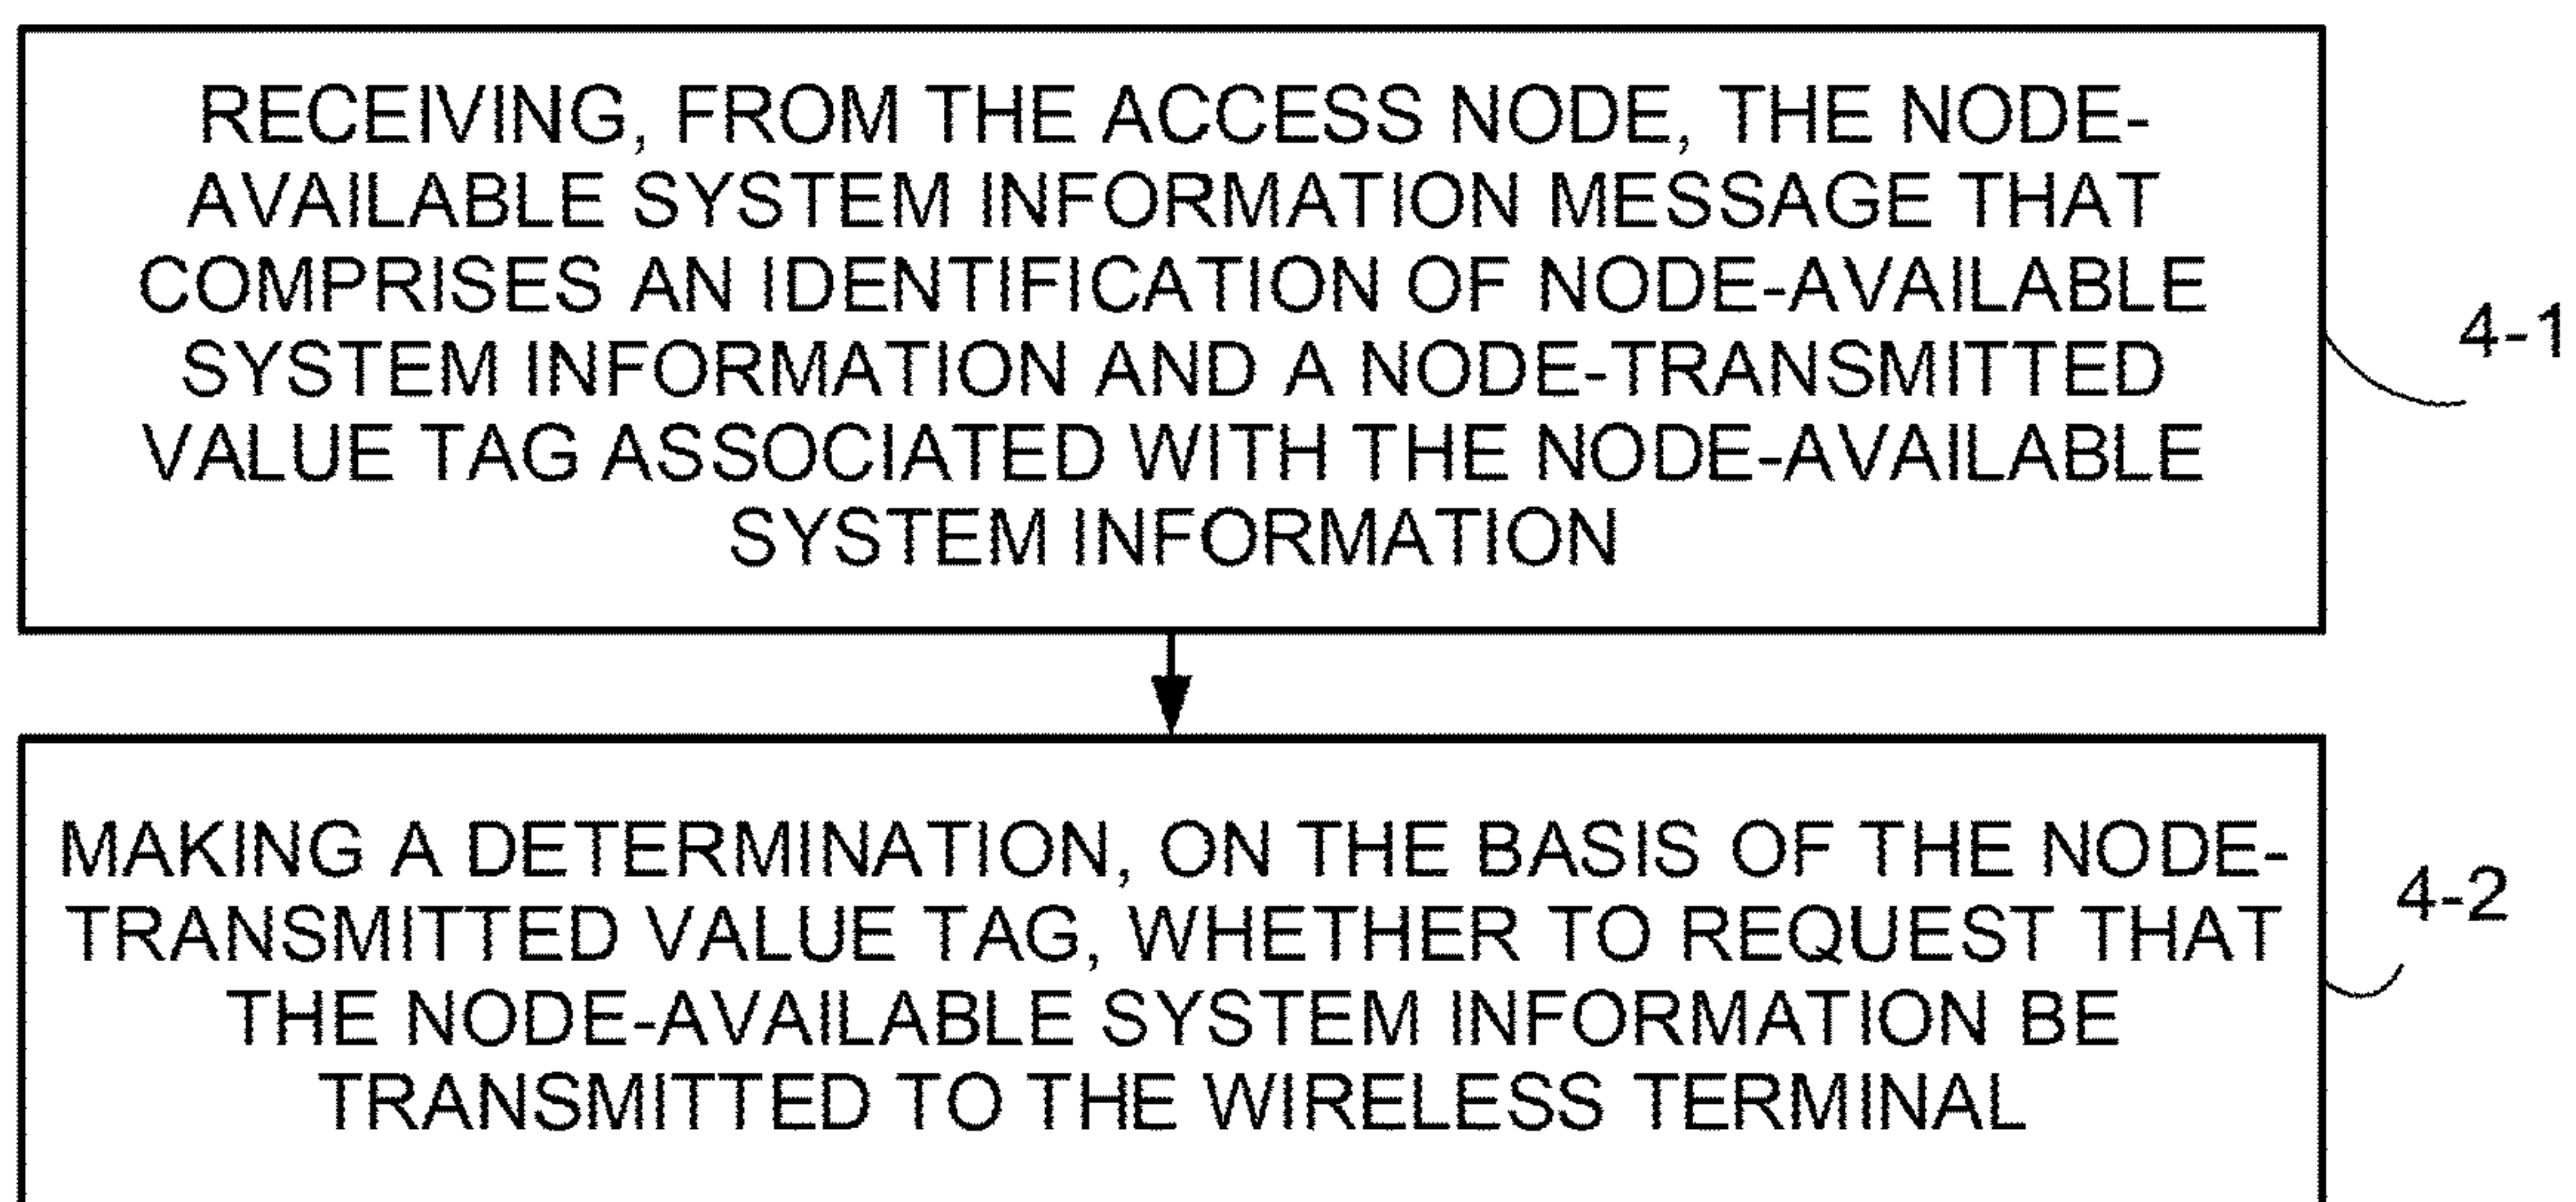 RECEIVING, FROM THE ACCESS NODE, THE NODE-
AVAILABLE SYSTEM INFORMATION MESSAGE THAT
COMPRISES AN IDENTIFICATION OF NODE-AVAILABLE
SYSTEM INFORMATION AND A NODE-TRANSMITTED
VALUE TAG ASSOCIATED WITH THE NODE-AVAILABLE
SYSTEM INFORMATION
4-1
MAKING A DETERMINATION, ON THE BASIS OF THE NODE-
TRANSMITTED VALUE TAG, WHETHER TO REQUEST THAT
THE NODE-AVAILABLE SYSTEM INFORMATION BE
TRANSMITTED TO THE WIRELESS TERMINAL
4-2